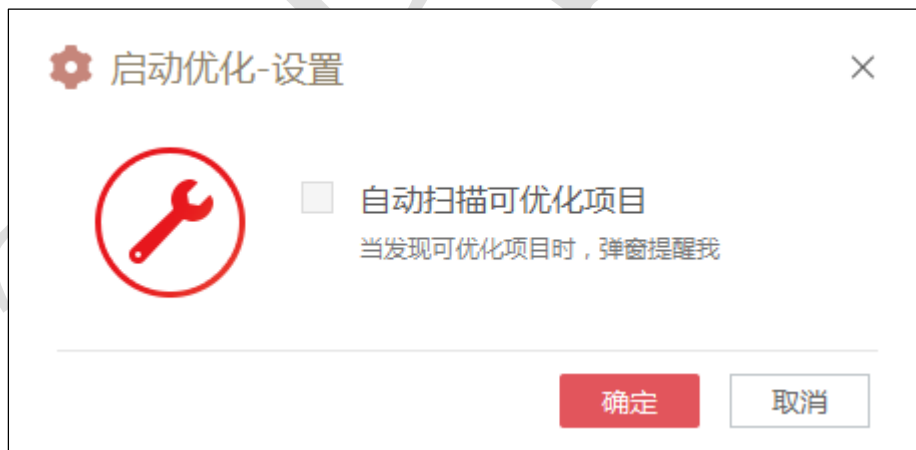 启动优化-设置
自动扫描可优化项目
当发现可优化项目时，弹窗提醒我
确定
取消